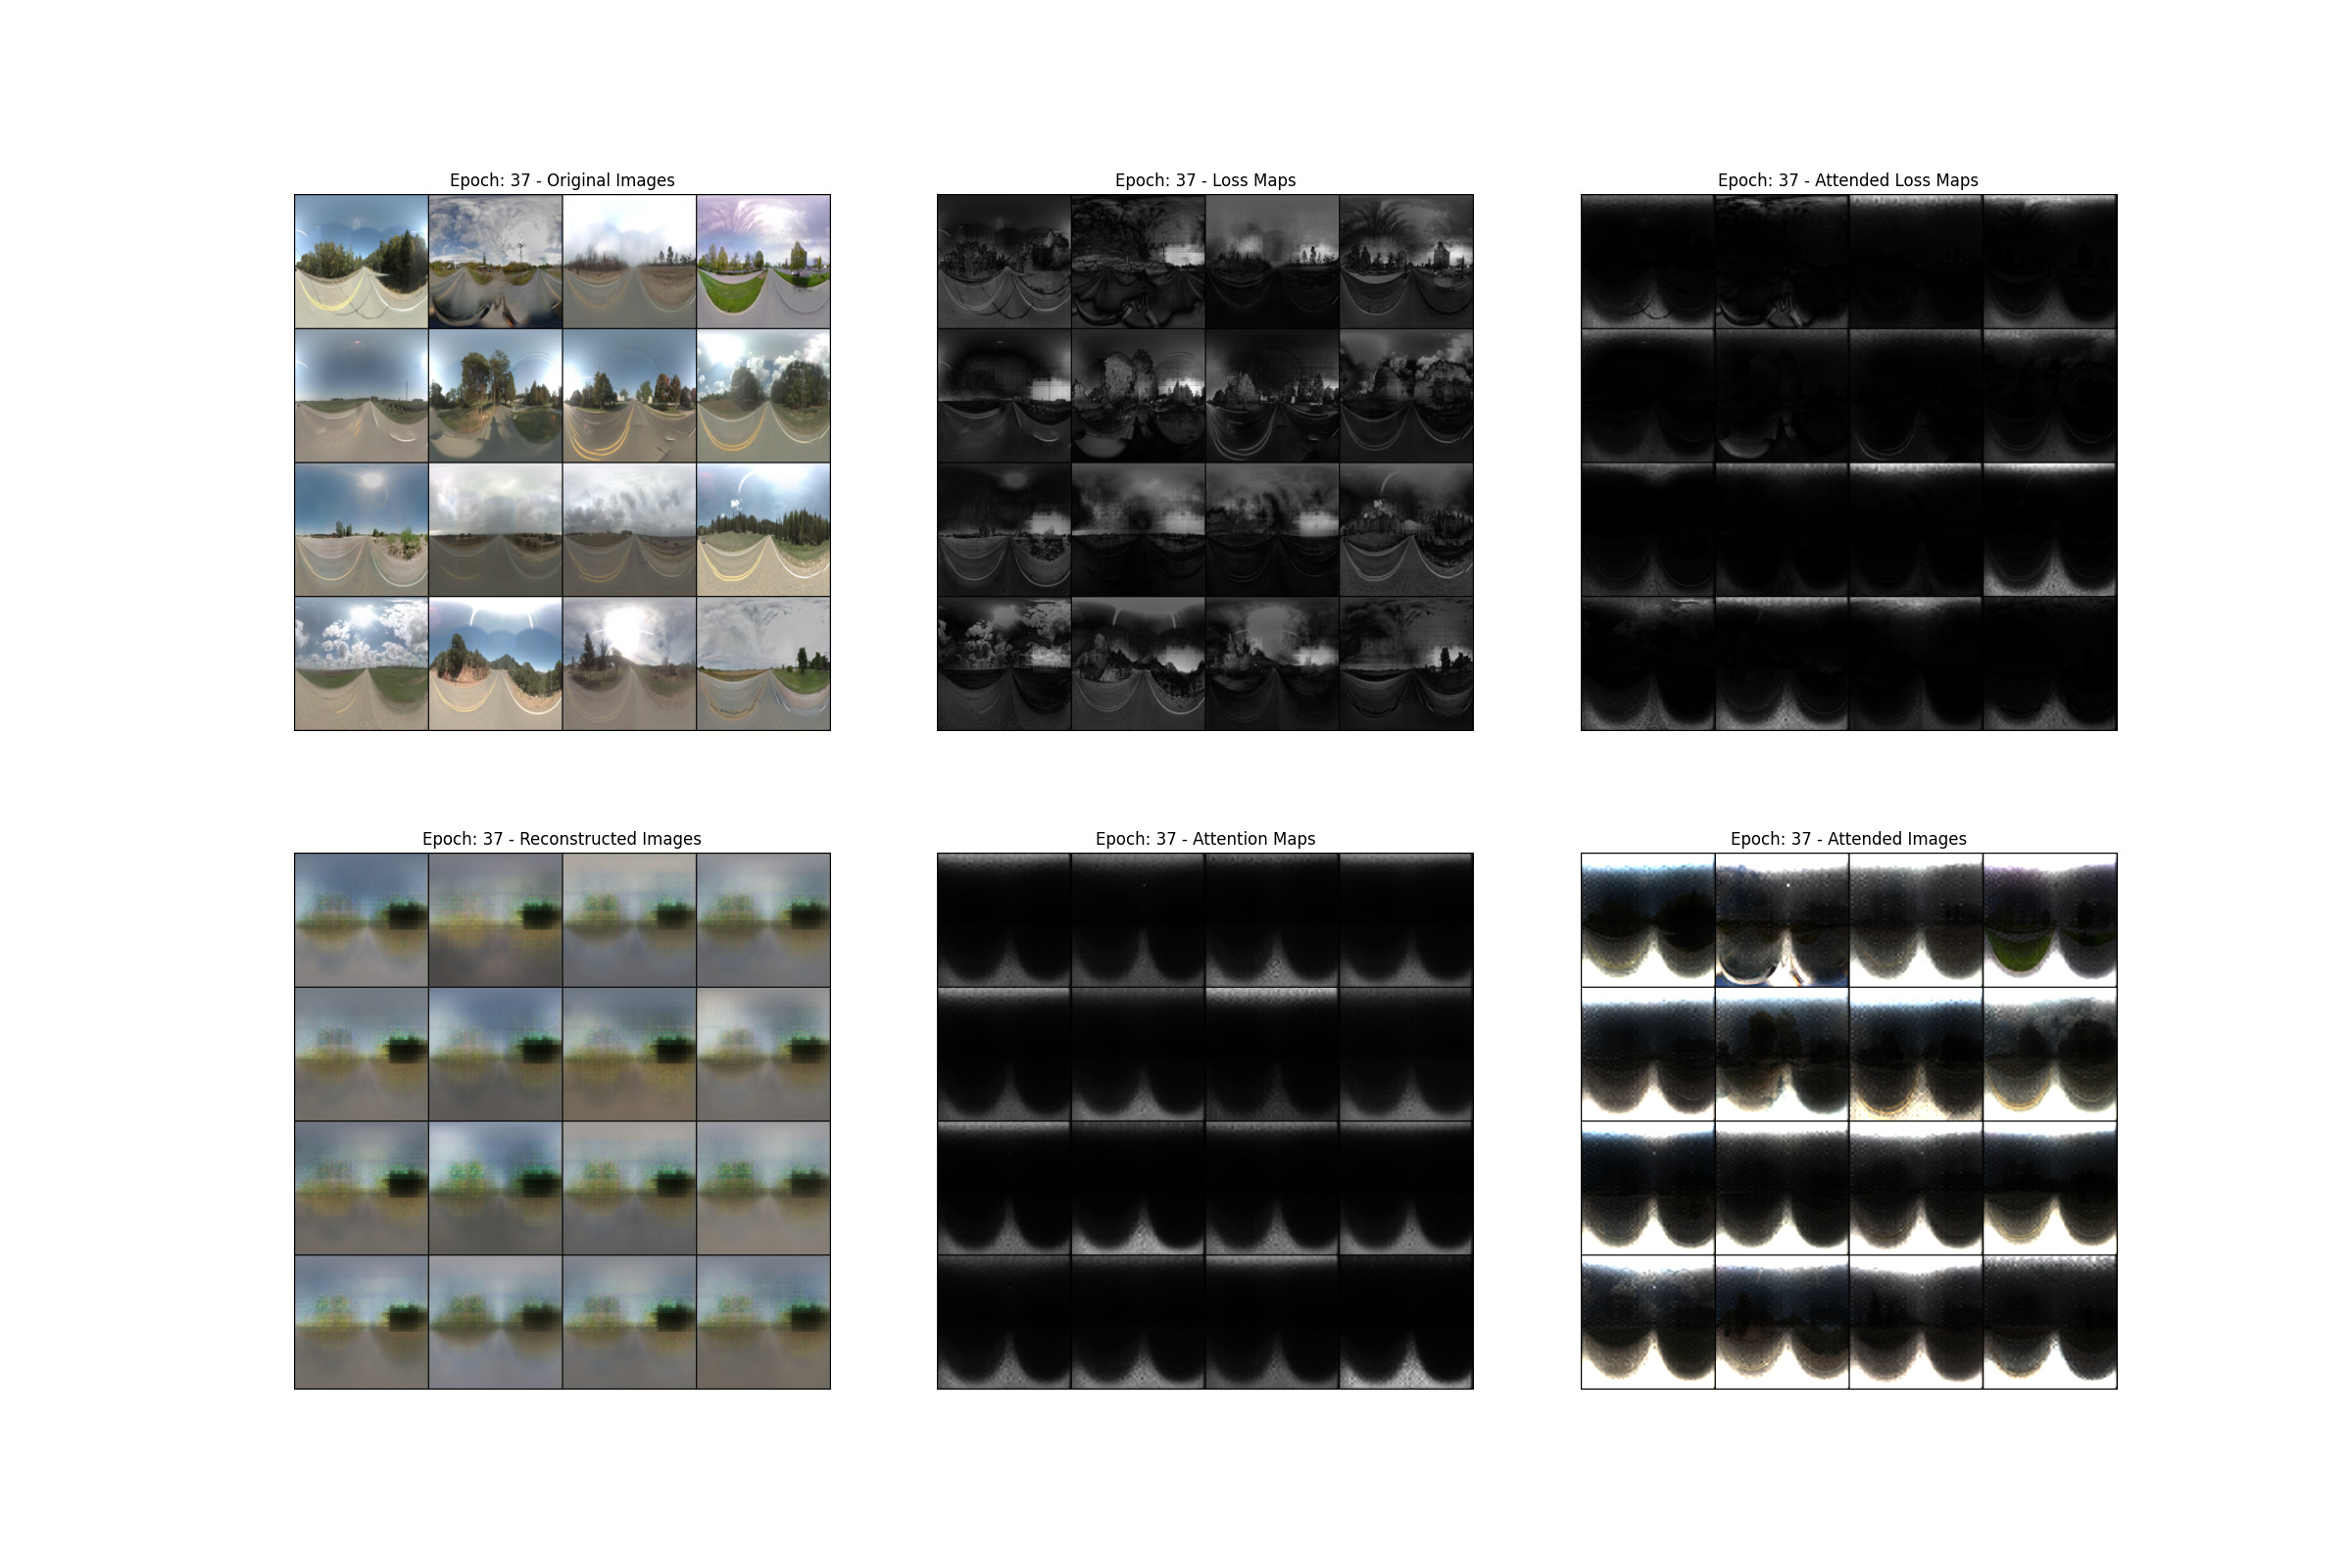 Epoch: 37 - Original Images
Epoch: 37 - Loss Maps
Epoch: 37 - Attended Loss Maps
Epoch: 37 - Reconstructed Images
Epoch: 37 - Attention Maps
Epoch: 37 - Attended Images